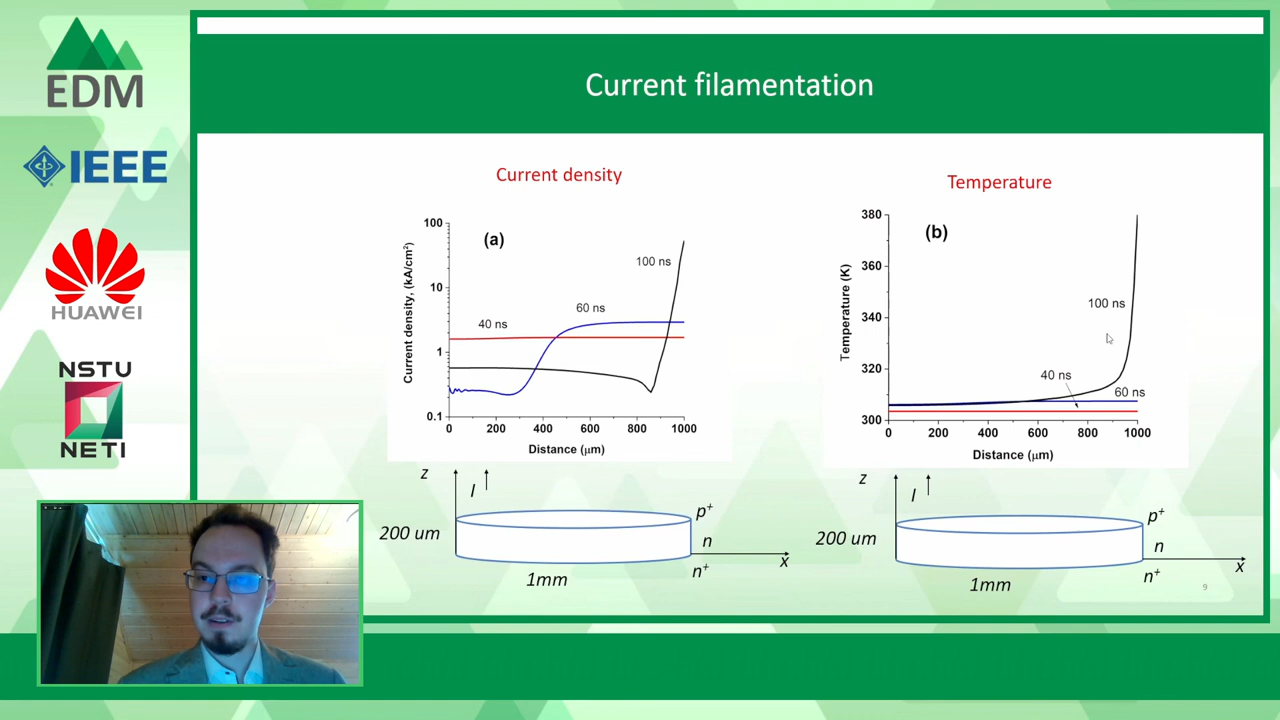 EDM
IEEE
HUAWEI
NSTU
NETI
Current filamentation
Current density
Current density, (kA/cm²)
100
10
1
0.1
(a)
100 ns
60 ns
40 ns
0 200 400 600 800 1000
Distance (μm)
Temperature
Temperature (K)
380
360
340
320
300
(b)
100 ns
40 ns
60 ns
0 200 400 600 800 1000
Distance (μm)
z
I
200 um
p⁺
n
n⁺
x
1mm
z
I
200 um
p⁺
n
n⁺
x
1mm
9